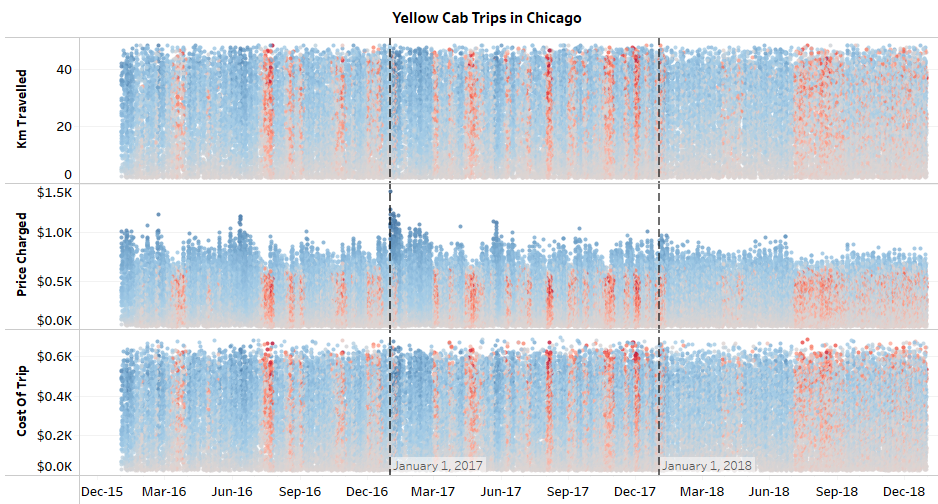 Yellow Cab Trips in Chicago
Km Travelled
40
20
0
Price Charged
$1.5K
$1.0K
$0.5K
$0.0K
Cost Of Trip
$0.6K
$0.4K
$0.2K
$0.0K
January 1, 2017
January 1, 2018
Dec-15 Mar-16 Jun-16 Sep-16 Dec-16 Mar-17 Jun-17 Sep-17 Dec-17 Mar-18 Jun-18 Sep-18 Dec-18